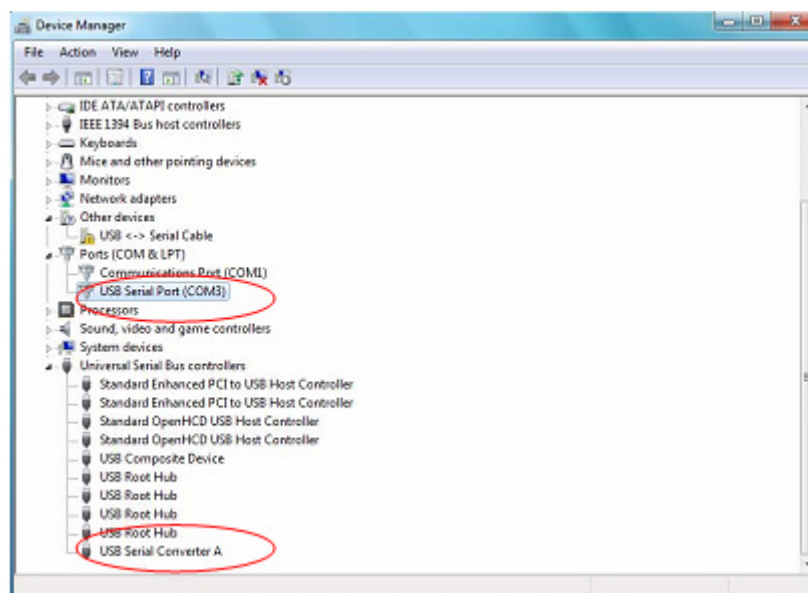 Device Manager
File Action View Help
IDE ATA/ATAPI controllers
IEEE 1394 Bus host controllers
Keyboards
Mice and other pointing devices
Monitors
Network adapters
Other devices
USB <-> Serial Cable
Ports (COM & LPT)
Communications Port (COM1)
USB Serial Port (COM3)
Processors
Sound, video and game controllers
System devices
Universal Serial Bus controllers
Standard Enhanced PCI to USB Host Controller
Standard Enhanced PCI to USB Host Controller
Standard OpenHCD USB Host Controller
Standard OpenHCD USB Host Controller
USB Composite Device
USB Root Hub
USB Root Hub
USB Root Hub
USB Root Hub
USB Serial Converter A